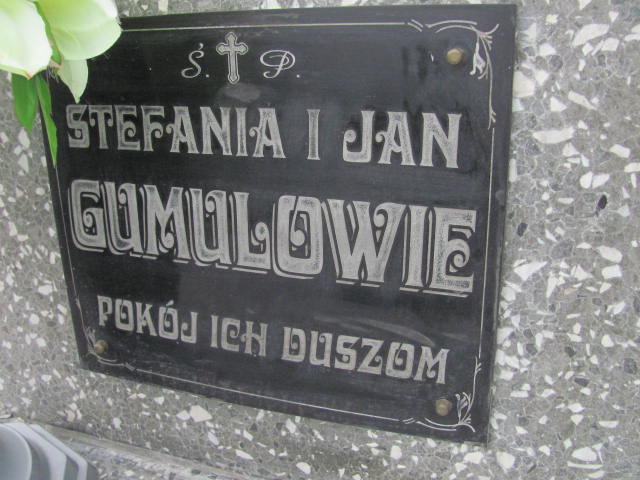 Ś. P.
STEFANIA I JAN
GUMULOWIE
POKÓJ ICH DUSZOM